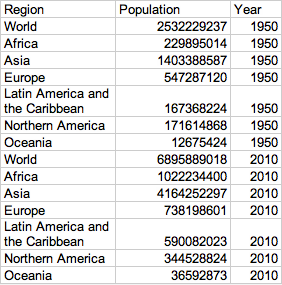 Region Population Year
World 2532229237 1950
Africa 229895014 1950
Asia 1403388587 1950
Europe 547287120 1950
Latin America and
the Caribbean 167368224 1950
Northern America 171614868 1950
Oceania 12675424 1950
World 6895889018 2010
Africa 1022234400 2010
Asia 4164252297 2010
Europe 738198601 2010
Latin America and
the Caribbean 590082023 2010
Northern America 344528824 2010
Oceania 36592873 2010